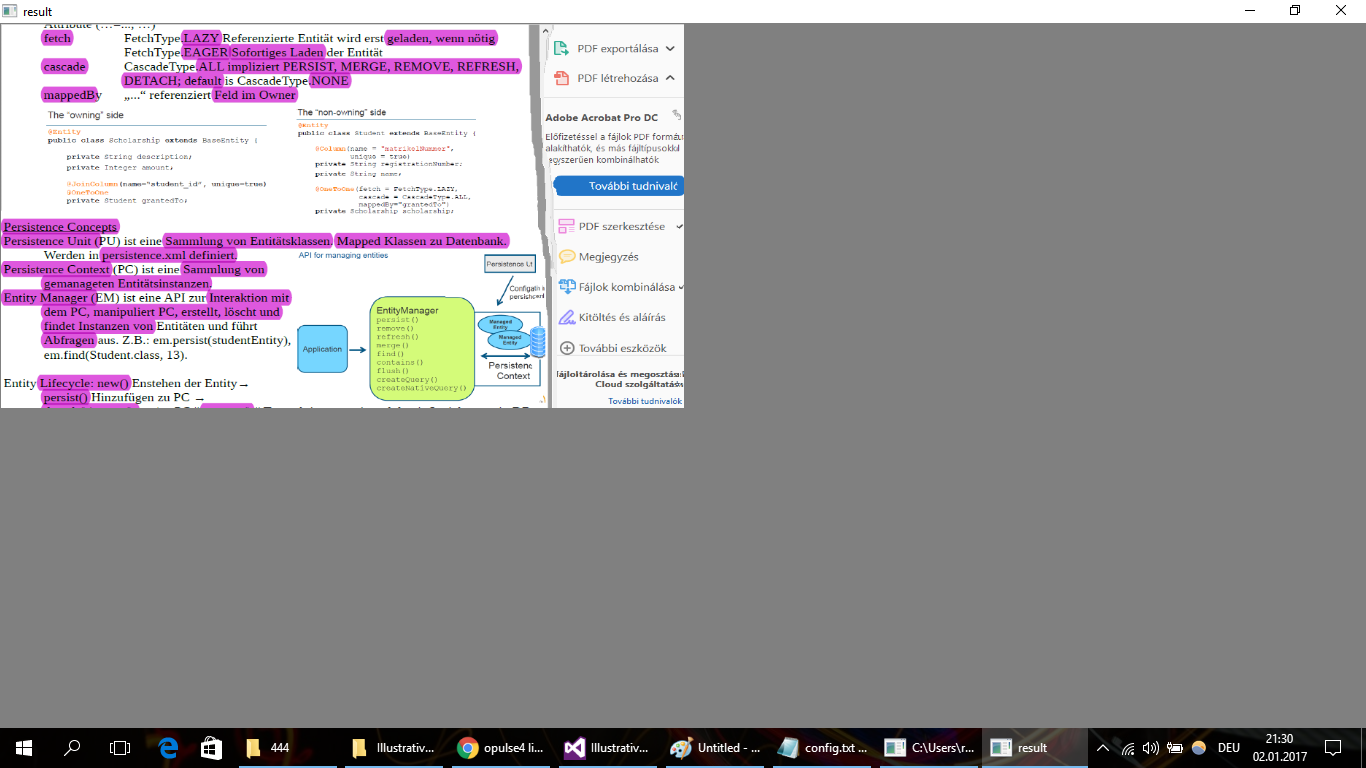 result
Attribute (…=..., …)
fetch FetchType.LAZY Referenzierte Entität wird erst geladen, wenn nötig
FetchType.EAGER Sofortiges Laden der Entität
cascade CascadeType.ALL impliziert PERSIST, MERGE, REMOVE, REFRESH,
DETACH; default is CascadeType.NONE
mappedBy „...“ referenziert Feld im Owner
The "owning" side
@Entity
public class Scholarship extends BaseEntity {
private String description;
private Integer amount;
@JoinColumn(name="student_id", unique=true)
@OneToOne
private Student grantedTo;
The "non-owning" side
@Entity
public class Student extends BaseEntity {
@Column(name = "matrikelNummer",
unique = true)
private String registrationNumber;
private String name;
@OneToOne(fetch = FetchType.LAZY,
cascade = CascadeType.ALL,
mappedBy="grantedTo")
private Scholarship scholarship;
Persistence Concepts
Persistence Unit (PU) ist eine Sammlung von Entitätsklassen. Mapped Klassen zu Datenbank.
Werden in persistence.xml definiert.
Persistence Context (PC) ist eine Sammlung von
gemanageten Entitätsinstanzen.
Entity Manager (EM) ist eine API zur Interaktion mit
dem PC, manipuliert PC, erstellt, löscht und
findet Instanzen von Entitäten und führt
Abfragen aus. Z.B.: em.persist(studentEntity),
em.find(Student.class, 13).
Entity Lifecycle: new() Enstehen der Entity→
persist() Hinzufügen zu PC →
API for managing entities
Persistence
Application
EntityManager
persist()
remove()
refresh()
merge()
find()
contains()
flush()
createQuery()
createNativeQuery()
Managed
Entity
Managed
Entity
Persistenc
Context
PDF exportálása
PDF létrehozása
Adobe Acrobat Pro DC
Előfizetéssel a fájlok PDF formátu
alakíthatók, és más fájltípusokkal
egyszerűen kombinálhatók
További tudnivaló
PDF szerkesztése
Megjegyzés
Fájlok kombinálása
Kitöltés és aláírás
További eszközök
Fájloltárolása és megosztás
Cloud szolgáltatás
További tudnivalók
444
Illustrativ...
opulse4 li...
Illustrativ...
Untitled - ...
config.txt ...
C:\Users\r...
result
DEU
21:30
02.01.2017